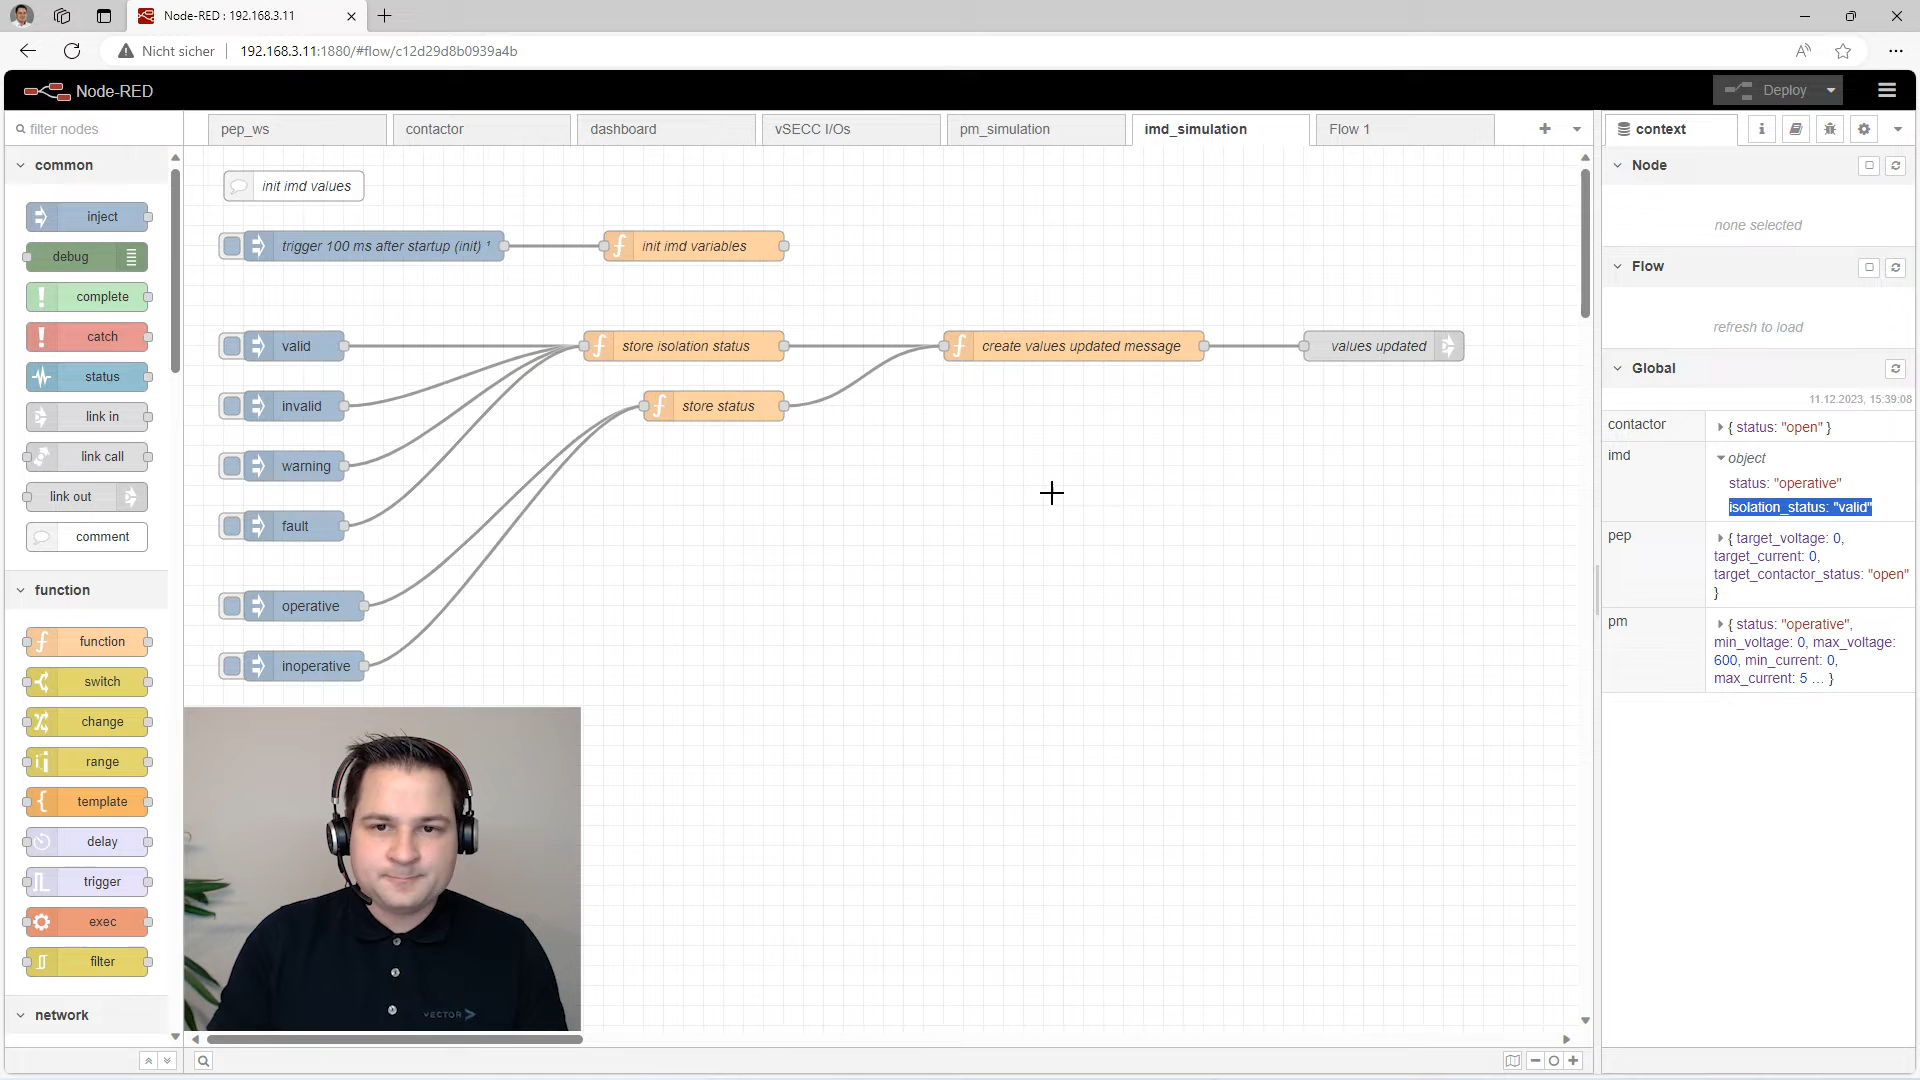 Node-RED : 192.168.3.11
Nicht sicher
192.168.3.11:1880/#flow/c12d29d8b0939a4b
Node-RED
Deploy
filter nodes
pep_ws
contactor
dashboard
vSECC I/Os
pm_simulation
imd_simulation
Flow 1
context
common
inject
debug
complete
catch
status
link in
link call
link out
comment
function
function
switch
change
range
template
delay
trigger
exec
filter
network
init imd values
trigger 100 ms after startup (init) ¹
init imd variables
valid
store isolation status
create values updated message
values updated
invalid
store status
warning
fault
operative
inoperative
VECTOR
Node
none selected
Flow
refresh to load
Global
11.12.2023, 15:39:08
contactor
{ status: "open" }
imd
object
status: "operative"
isolation_status: "valid"
pep
{ target_voltage: 0,
target_current: 0,
target_contactor_status: "open"
}
pm
{ status: "operative",
min_voltage: 0, max_voltage:
600, min_current: 0,
max_current: 5 … }